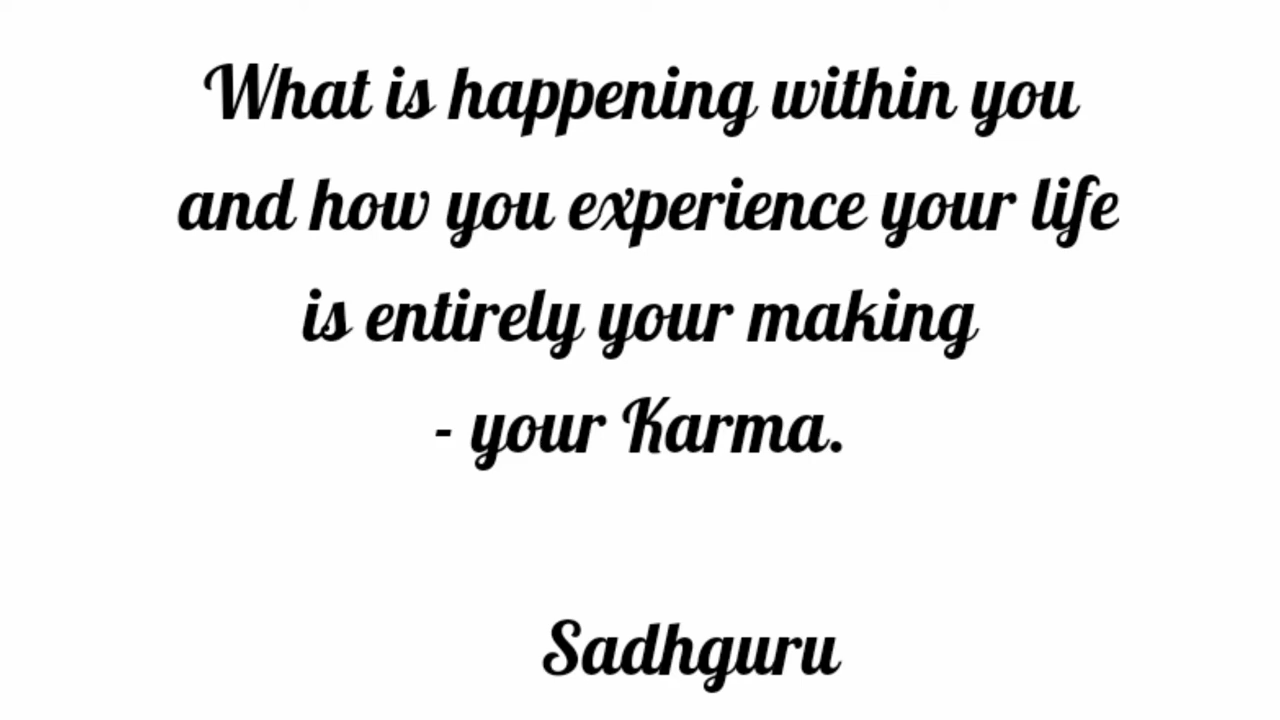 What is happening within you
and how you experience your life
is entirely your making
- your Karma.
Sadhguru